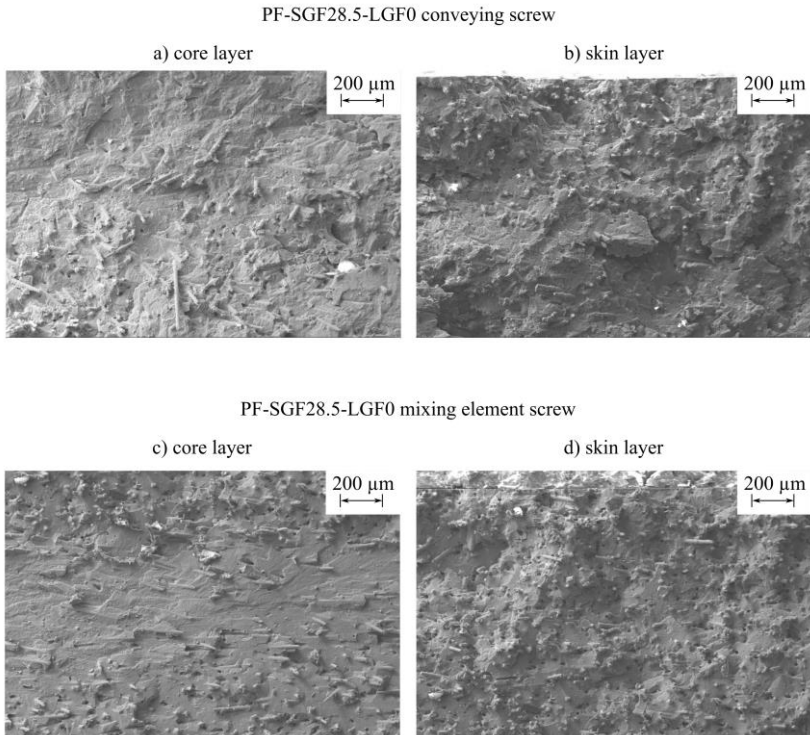 PF-SGF28.5-LGF0 conveying screw
a) core layer
b) skin layer
200 µm
200 µm
PF-SGF28.5-LGF0 mixing element screw
c) core layer
d) skin layer
200 µm
200 µm